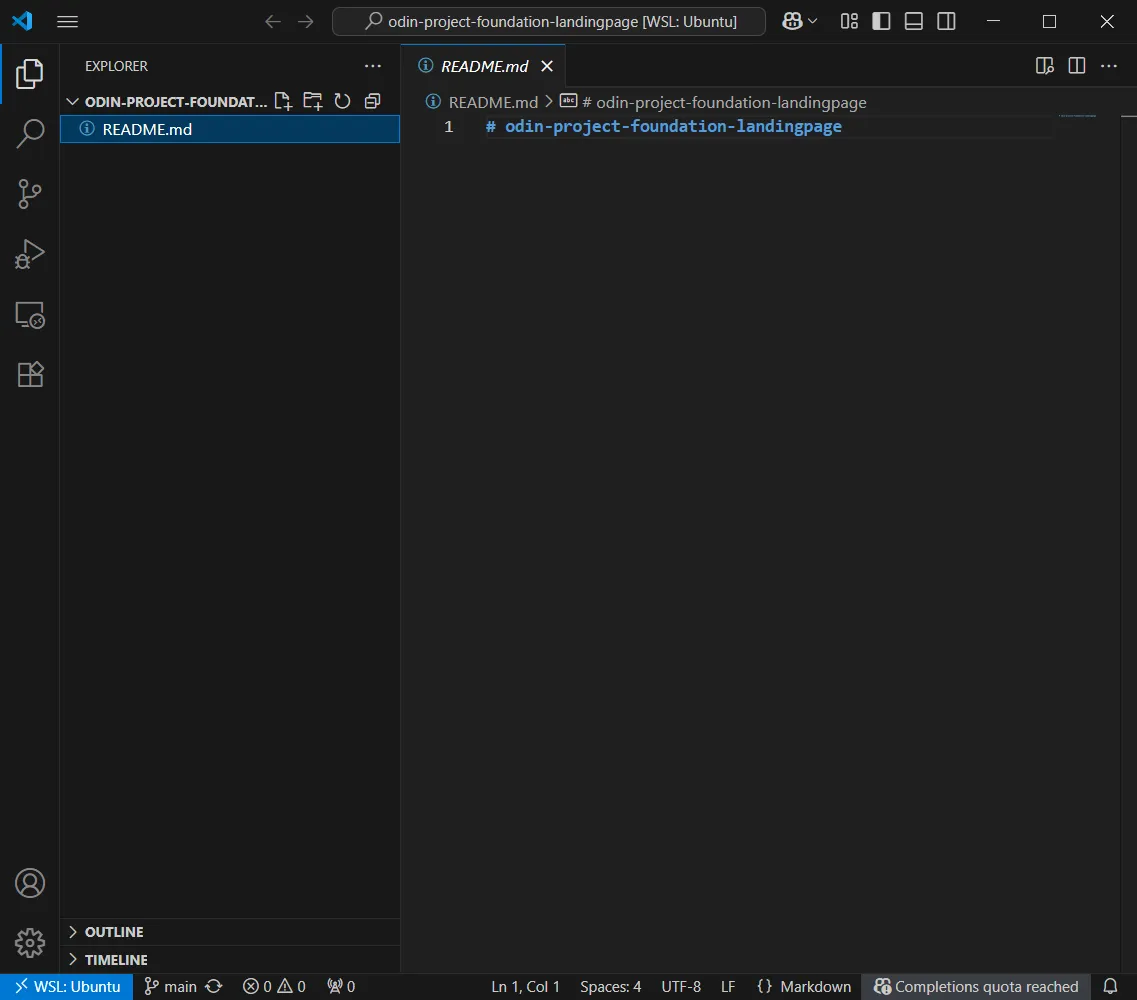 odin-project-foundation-landingpage [WSL: Ubuntu]
EXPLORER
ODIN-PROJECT-FOUNDAT...
README.md
README.md
README.md
# odin-project-foundation-landingpage
1
# odin-project-foundation-landingpage
OUTLINE
TIMELINE
WSL: Ubuntu
main
0
0
0
Ln 1, Col 1
Spaces: 4
UTF-8
LF
{ } Markdown
Completions quota reached